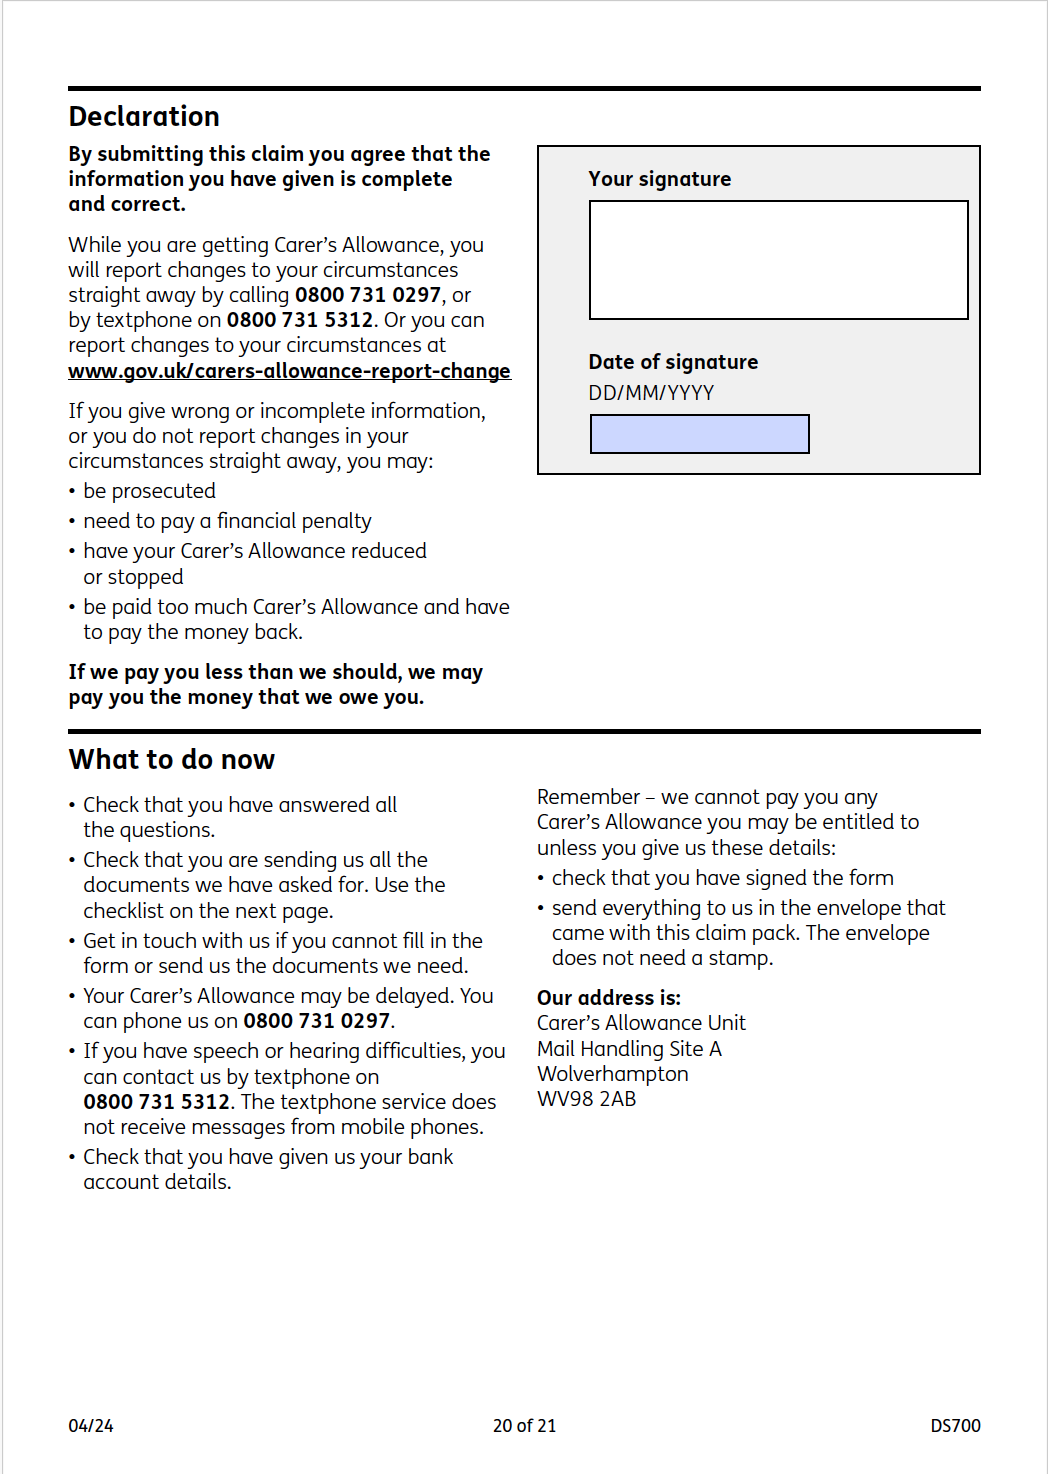 Declaration
By submitting this claim you agree that the
information you have given is complete
and correct.
While you are getting Carer’s Allowance, you
will report changes to your circumstances
straight away by calling 0800 731 0297, or
by textphone on 0800 731 5312. Or you can
report changes to your circumstances at
www.gov.uk/carers-allowance-report-change
If you give wrong or incomplete information,
or you do not report changes in your
circumstances straight away, you may:
• be prosecuted
• need to pay a financial penalty
• have your Carer’s Allowance reduced
or stopped
• be paid too much Carer’s Allowance and have
to pay the money back.
If we pay you less than we should, we may
pay you the money that we owe you.
Your signature
Date of signature
DD/MM/YYYY
What to do now
• Check that you have answered all
the questions.
• Check that you are sending us all the
documents we have asked for. Use the
checklist on the next page.
• Get in touch with us if you cannot fill in the
form or send us the documents we need.
• Your Carer’s Allowance may be delayed. You
can phone us on 0800 731 0297.
• If you have speech or hearing difficulties, you
can contact us by textphone on
0800 731 5312. The textphone service does
not receive messages from mobile phones.
• Check that you have given us your bank
account details.
Remember – we cannot pay you any
Carer’s Allowance you may be entitled to
unless you give us these details:
• check that you have signed the form
• send everything to us in the envelope that
came with this claim pack. The envelope
does not need a stamp.
Our address is:
Carer’s Allowance Unit
Mail Handling Site A
Wolverhampton
WV98 2AB
04/24
20 of 21
DS700